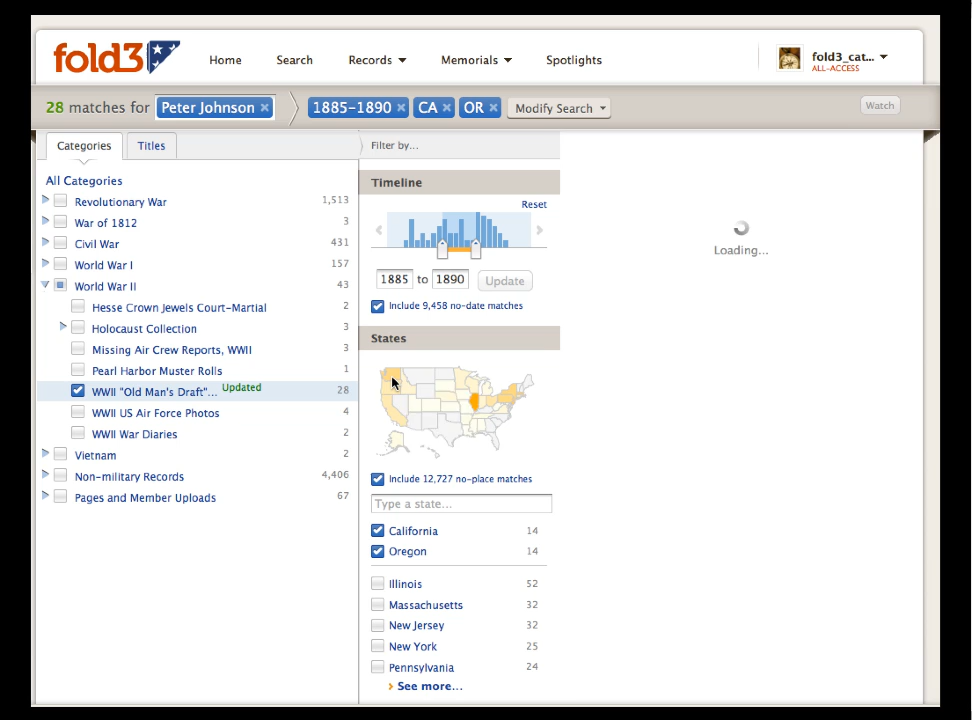 fold3
Home Search Records Memorials Spotlights
fold3_cat...
ALL-ACCESS
28 matches for Peter Johnson × 1885-1890 × CA × OR × Modify Search
Watch
Categories Titles
All Categories
Revolutionary War 1,513
War of 1812 3
Civil War 431
World War I 157
World War II 43
Hesse Crown Jewels Court-Martial 2
Holocaust Collection 3
Missing Air Crew Reports, WWII 3
Pearl Harbor Muster Rolls 1
WWII "Old Man's Draft"... Updated 28
WWII US Air Force Photos 4
WWII War Diaries 2
Vietnam 2
Non-military Records 4,406
Pages and Member Uploads 67
Filter by...
Timeline
Reset
1885 to 1890 Update
Include 9,458 no-date matches
States
Include 12,727 no-place matches
Type a state...
California 14
Oregon 14
Illinois 52
Massachusetts 32
New Jersey 32
New York 25
Pennsylvania 24
See more...
Loading...